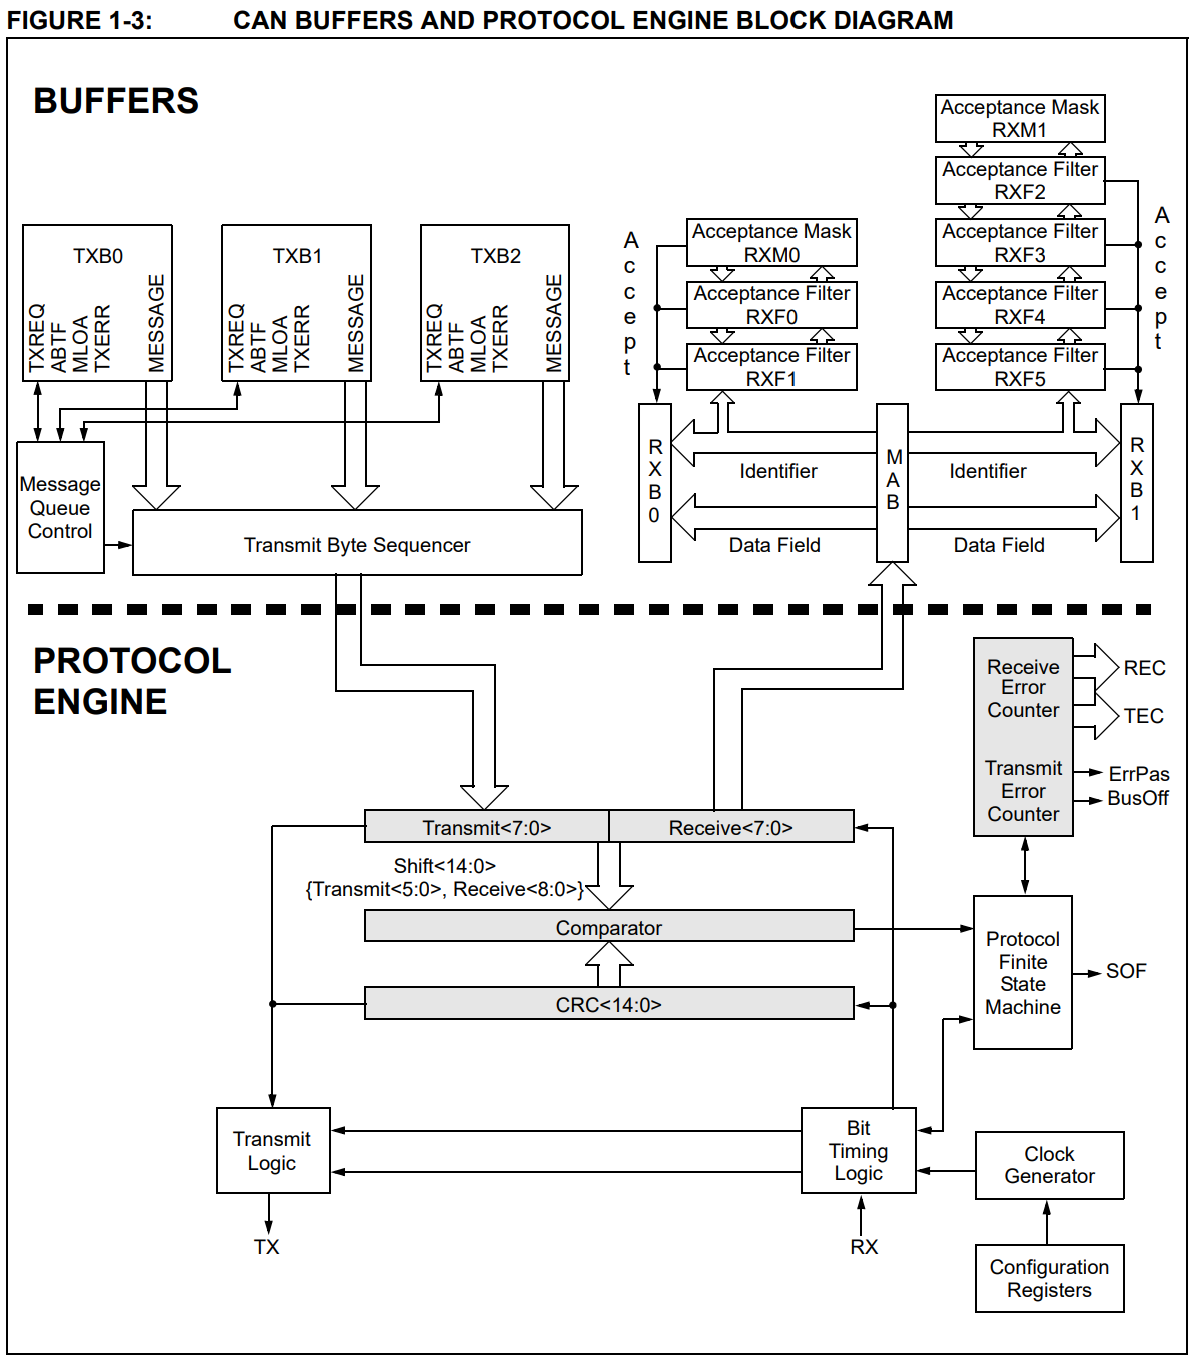 FIGURE 1-3: CAN BUFFERS AND PROTOCOL ENGINE BLOCK DIAGRAM
BUFFERS
TXB0
TXREQ
ABTF
MLOA
TXERR
MESSAGE
TXB1
TXREQ
ABTF
MLOA
TXERR
MESSAGE
TXB2
TXREQ
ABTF
MLOA
TXERR
MESSAGE
Message
Queue
Control
Transmit Byte Sequencer
Accept
Acceptance Mask
RXM0
Acceptance Filter
RXF0
Acceptance Filter
RXF1
Acceptance Mask
RXM1
Acceptance Filter
RXF2
Acceptance Filter
RXF3
Acceptance Filter
RXF4
Acceptance Filter
RXF5
Accept
RXB0
Identifier
Data Field
MAB
Identifier
Data Field
RXB1
PROTOCOL
ENGINE
Receive
Error
Counter
Transmit
Error
Counter
REC
TEC
ErrPas
BusOff
Transmit<7:0>
Receive<7:0>
Shift<14:0>
{Transmit<5:0>, Receive<8:0>}
Comparator
CRC<14:0>
Protocol
Finite
State
Machine
SOF
Transmit
Logic
TX
Bit
Timing
Logic
RX
Clock
Generator
Configuration
Registers